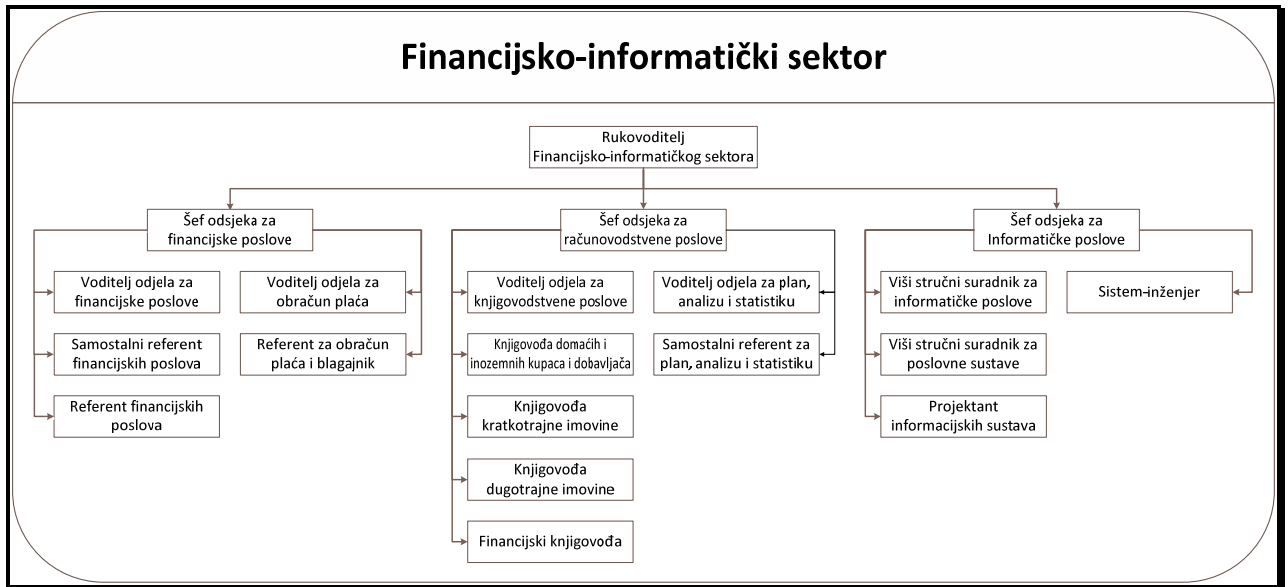 Financijsko-informatički sektor
Rukovoditelj
Financijsko-informatičkog sektora
Šef odsjeka za
financijske poslove
Voditelj odjela za
financijske poslove
Samostalni referent
financijskih poslova
Referent financijskih
poslova
Voditelj odjela za
obračun plaća
Referent za obračun
plaća i blagajnik
Šef odsjeka za
računovodstvene poslove
Voditelj odjela za
knjigovodstvene poslove
Knjigovođa domaćih i
inozemnih kupaca i dobavljača
Knjigovođa
kratkotrajne imovine
Knjigovođa
dugotrajne imovine
Financijski knjigovođa
Voditelj odjela za plan,
analizu i statistiku
Samostalni referent za
plan, analizu i statistiku
Šef odsjeka za
Informatičke poslove
Viši stručni suradnik za
informatičke poslove
Viši stručni suradnik za
poslovne sustave
Projektant
informacijskih sustava
Sistem-inženjer